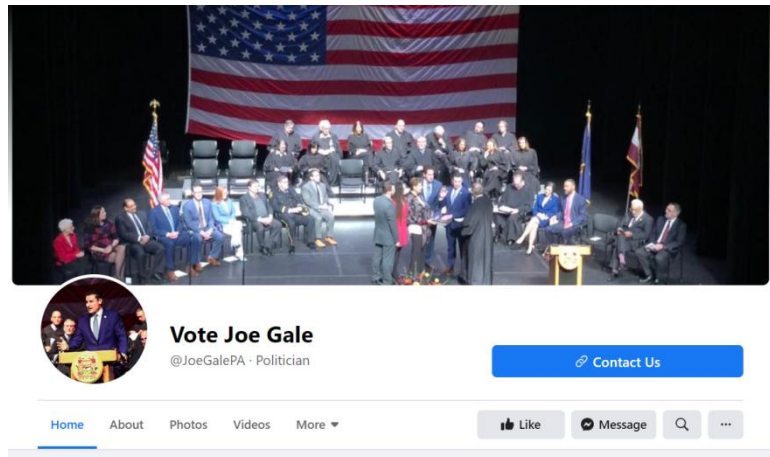 Vote Joe Gale
@JoeGalePA · Politician
Contact Us
Home About Photos Videos More
Like Message